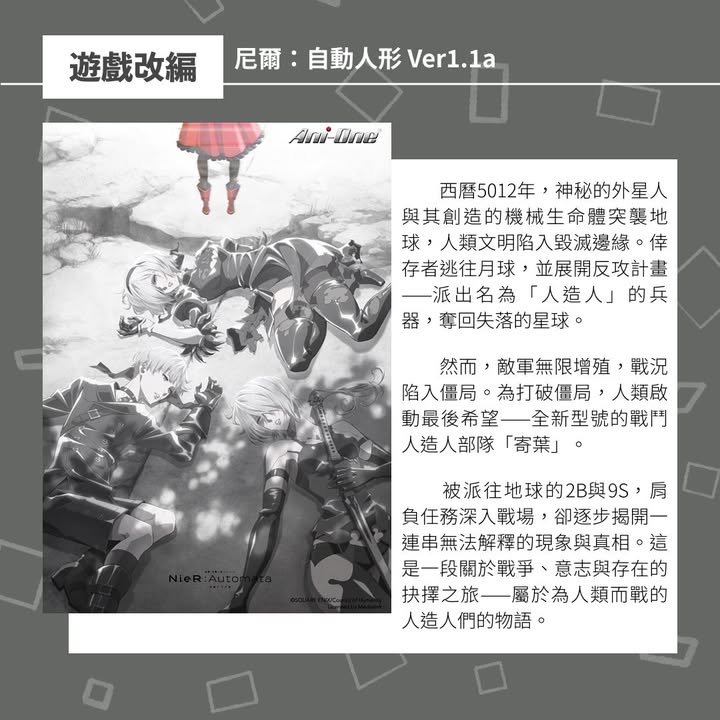 遊戲改編
尼爾：自動人形 Ver1.1a
Ani-One
西曆5012年，神秘的外星人
與其創造的機械生命體突襲地
球，人類文明陷入毀滅邊緣。倖
存者逃往月球，並展開反攻計畫
——派出名為「人造人」的兵
器，奪回失落的星球。
然而，敵軍無限增殖，戰況
陷入僵局。為打破僵局，人類啟
動最後希望——全新型號的戰鬥
人造人部隊「寄葉」。
被派往地球的2B與9S，肩
負任務深入戰場，卻逐步揭開一
連串無法解釋的現象與真相。這
是一段關於戰爭、意志與存在的
抉擇之旅——屬於為人類而戰的
人造人們的物語。
NieR:Automata